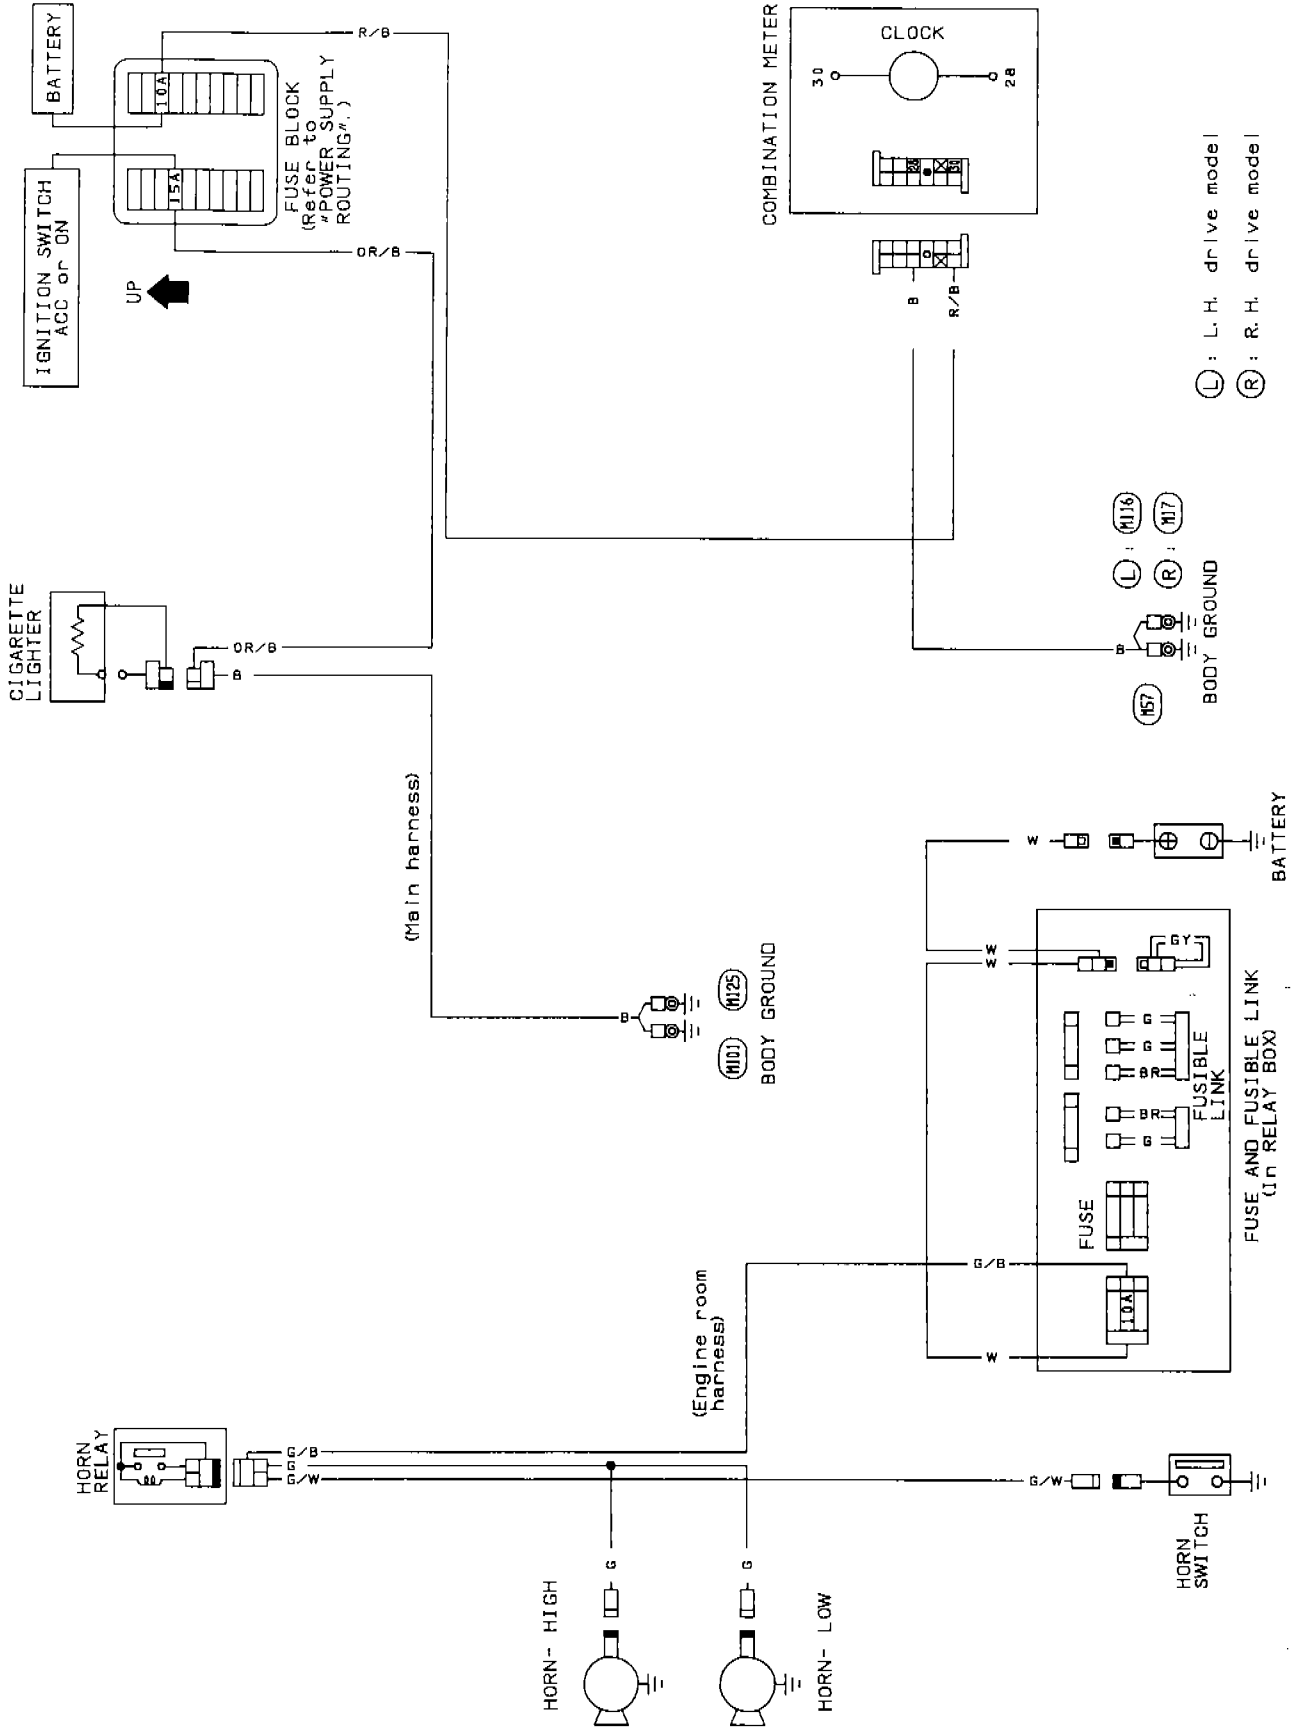 BATTERY
IGNITION SWITCH
ACC or ON
10A
15A
FUSE BLOCK
(Refer to
"POWER SUPPLY
ROUTING".)
R/B
OR/B
UP
CIGARETTE
LIGHTER
OR/B
B
(Main harness)
B
M101
M125
BODY GROUND
COMBINATION METER
CLOCK
30
28
28
30
B
R/B
L : L.H. drive model
R : R.H. drive model
B
M57
L : M116
R : M17
BODY GROUND
HORN
RELAY
G/B
G
G/W
(Engine room
harness)
HORN- HIGH
G
HORN- LOW
G
G/W
HORN
SWITCH
W
G/B
10A
FUSE
W
W
W
G
BR
BR
G
G
GY
FUSIBLE
LINK
FUSE AND FUSIBLE LINK
(In RELAY BOX)
BATTERY